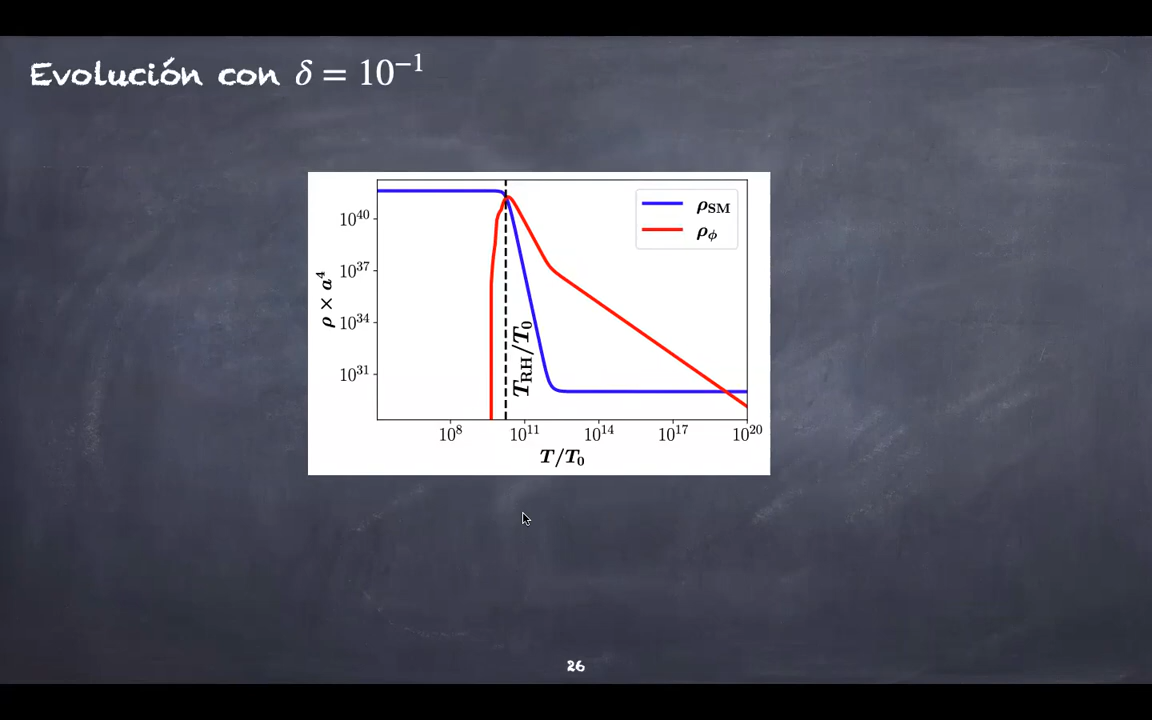 Evolución con δ = 10⁻¹
ρ_SM
ρ_ϕ
10⁴⁰
10³⁷
10³⁴
10³¹
ρ × a⁴
T_RH/T₀
10⁸ 10¹¹ 10¹⁴ 10¹⁷ 10²⁰
T/T₀
26